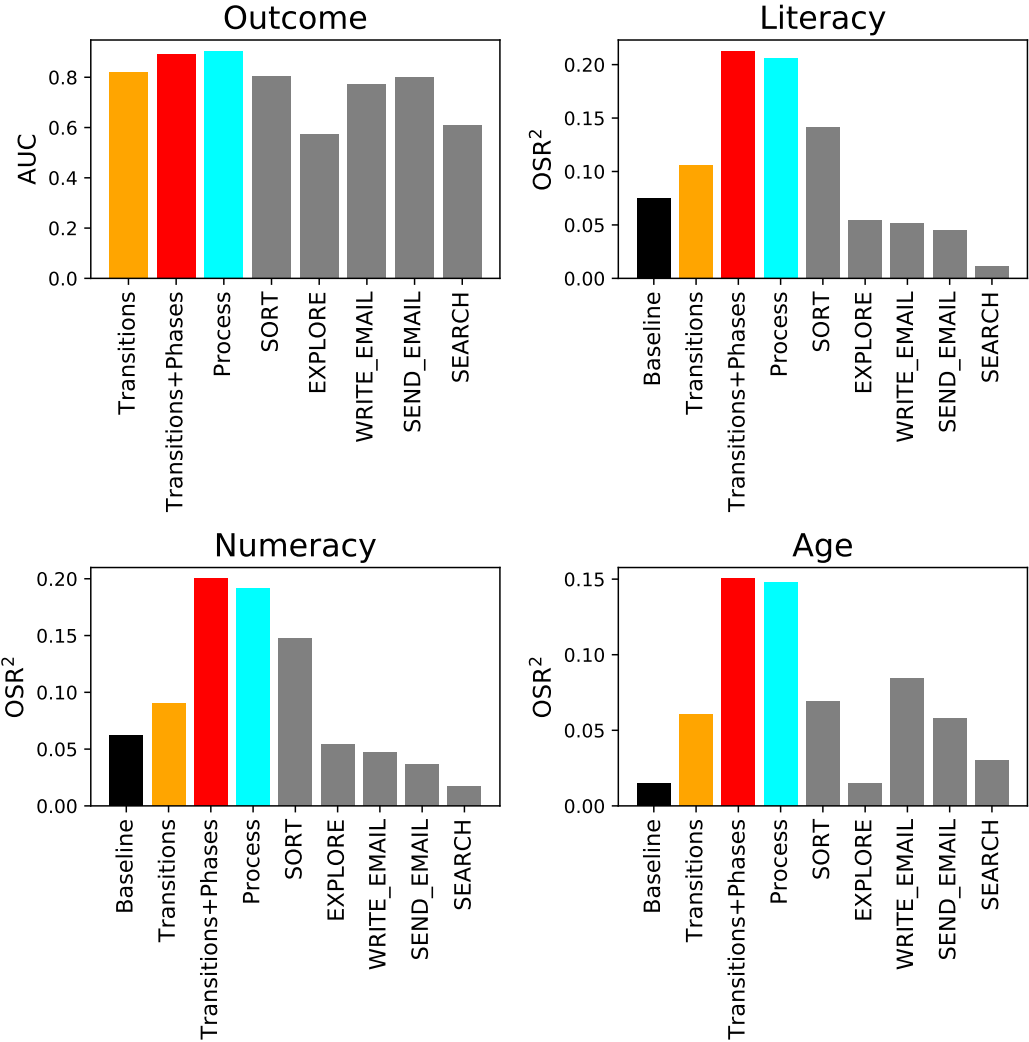 Outcome
AUC
0.8
0.6
0.4
0.2
0.0
Transitions
Transitions+Phases
Process
SORT
EXPLORE
WRITE_EMAIL
SEND_EMAIL
SEARCH
Literacy
OSR²
0.20
0.15
0.10
0.05
0.00
Baseline
Transitions
Transitions+Phases
Process
SORT
EXPLORE
WRITE_EMAIL
SEND_EMAIL
SEARCH
Numeracy
OSR²
0.20
0.15
0.10
0.05
0.00
Baseline
Transitions
Transitions+Phases
Process
SORT
EXPLORE
WRITE_EMAIL
SEND_EMAIL
SEARCH
Age
OSR²
0.15
0.10
0.05
0.00
Baseline
Transitions
Transitions+Phases
Process
SORT
EXPLORE
WRITE_EMAIL
SEND_EMAIL
SEARCH